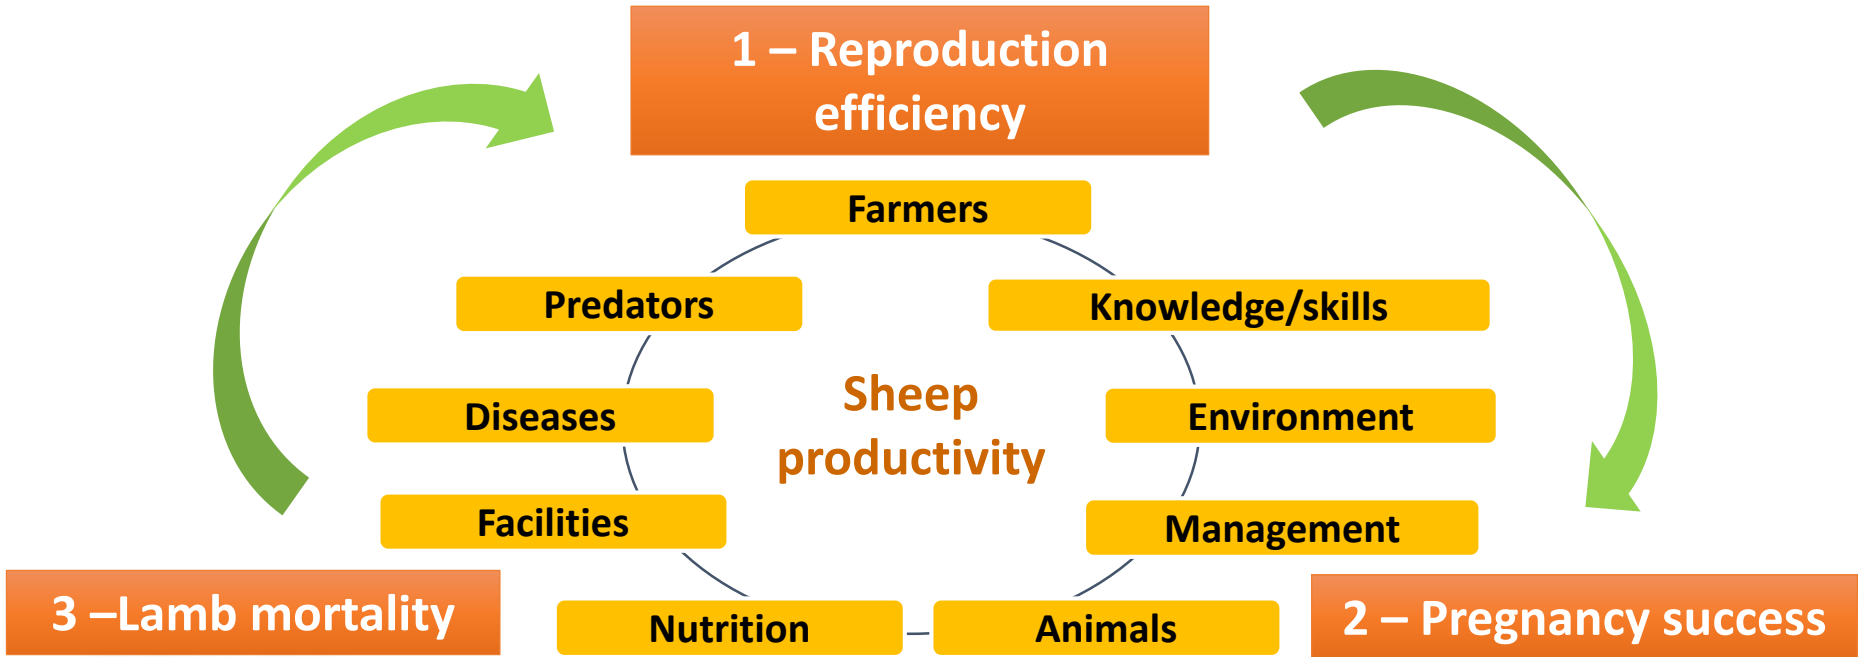 1 – Reproduction
efficiency
Farmers
Predators
Knowledge/skills
Sheep
productivity
Diseases
Environment
Facilities
Management
3 –Lamb mortality
Nutrition
Animals
2 – Pregnancy success